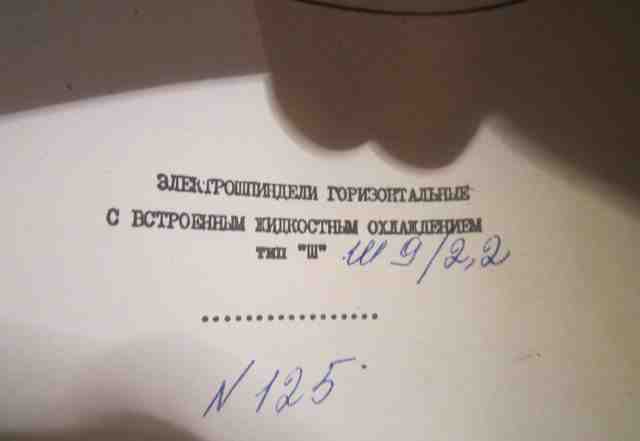 ЭЛЕКТРОШПИНДЕЛИ ГОРИЗОНТАЛЬНЫЕ
С ВСТРОЕННЫМ ЖИДКОСТНЫМ ОХЛАЖДЕНИЕМ
ТИП "Ш" Ш 9/2,2
.................
N 125